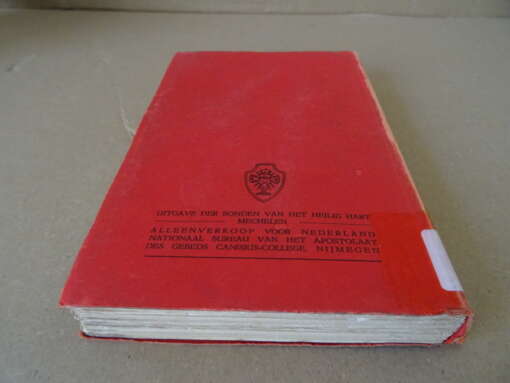 UITGAVE DER BONDEN VAN HET HEILIG HART
MECHELEN
ALLEENVERKOOP VOOR NEDERLAND
NATIONAAL BUREAU VAN HET APOSTOLAAT
DES GEBEDS CANISIUS-COLLEGE, NIJMEGEN